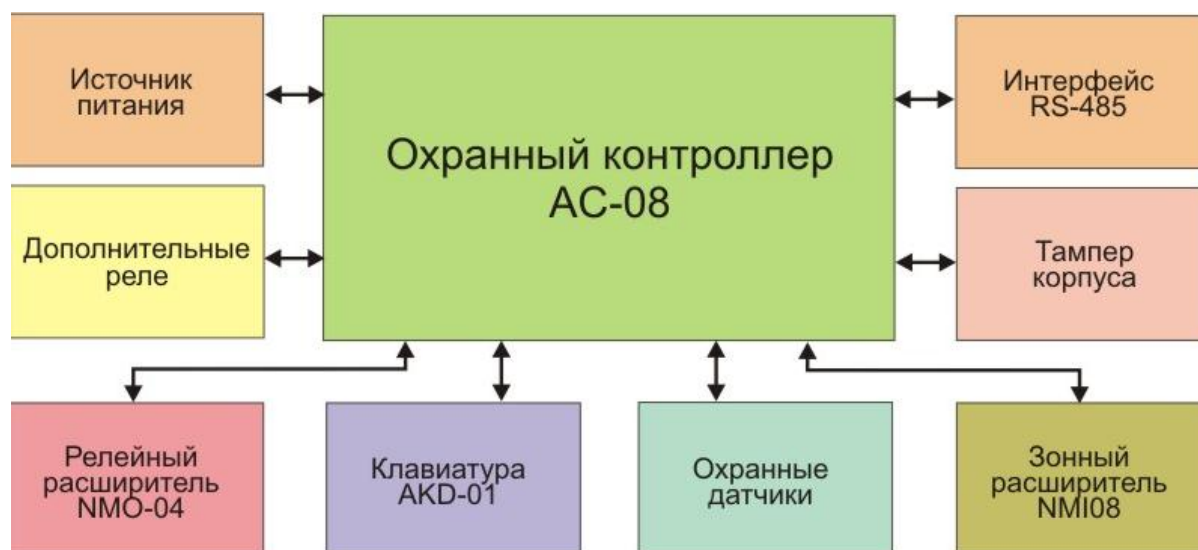 Источник
питания
Охранный контроллер
AC-08
Интерфейс
RS-485
Дополнительные
реле
Тампер
корпуса
Релейный
расширитель
NMO-04
Клавиатура
AKD-01
Охранные
датчики
Зонный
расширитель
NMI08